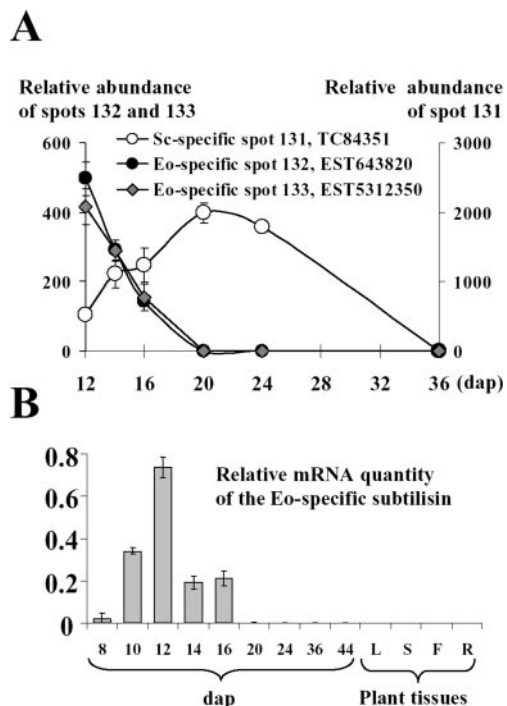 A
Relative abundance
of spots 132 and 133
Relative abundance
of spot 131
Sc-specific spot 131, TC84351
Eo-specific spot 132, EST643820
Eo-specific spot 133, EST5312350
600
400
200
0
3000
2000
1000
0
12 16 20 24 28 32 36 (dap)
B
Relative mRNA quantity
of the Eo-specific subtilisin
0.8
0.6
0.4
0.2
0
8 10 12 14 16 20 24 36 44 L S F R
dap Plant tissues